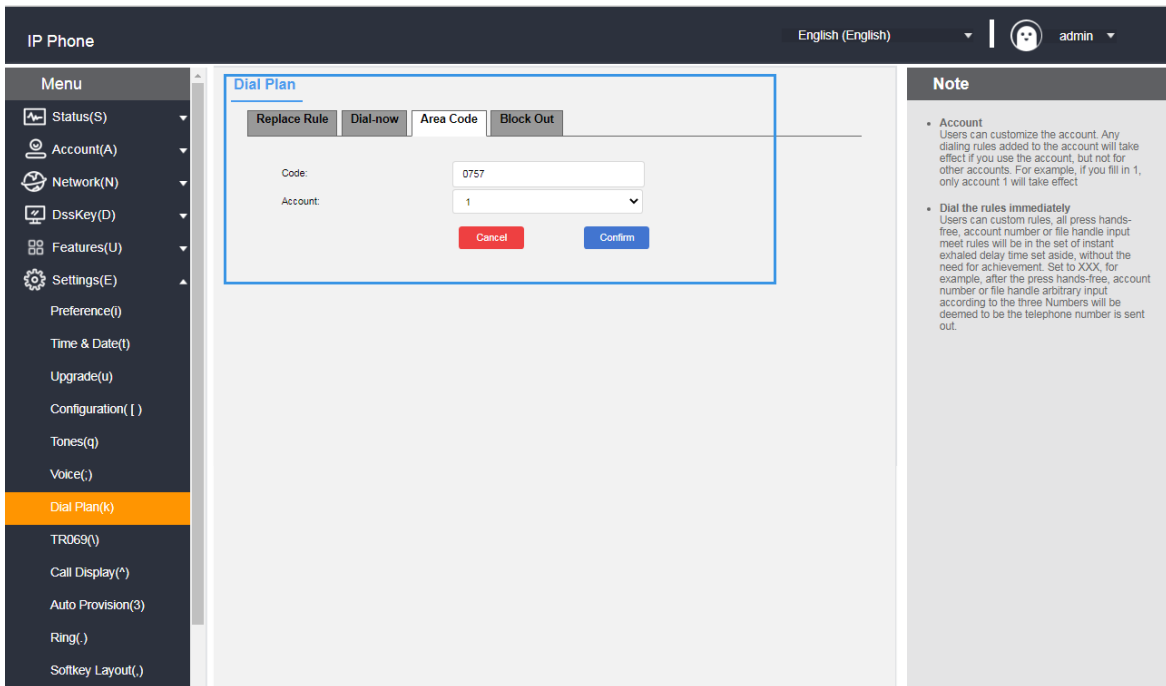 IP Phone
English (English)
admin
Menu
Status(S)
Account(A)
Network(N)
DssKey(D)
Features(U)
Settings(E)
Preference(i)
Time & Date(t)
Upgrade(u)
Configuration( [ )
Tones(q)
Voice(;)
Dial Plan(k)
TR069(\)
Call Display(^)
Auto Provision(3)
Ring(.)
Softkey Layout(,)
Dial Plan
Replace Rule Dial-now Area Code Block Out
Code: 0757
Account: 1
Cancel Confirm
Note
• Account
Users can customize the account. Any
dialing rules added to the account will take
effect if you use the account, but not for
other accounts. For example, if you fill in 1,
only account 1 will take effect
• Dial the rules immediately
Users can custom rules, all press hands-
free, account number or file handle input
meet rules will be in the set of instant
exhaled delay time set aside, without the
need for achievement. Set to XXX, for
example, after the press hands-free, account
number or file handle arbitrary input
according to the three Numbers will be
deemed to be the telephone number is sent
out.